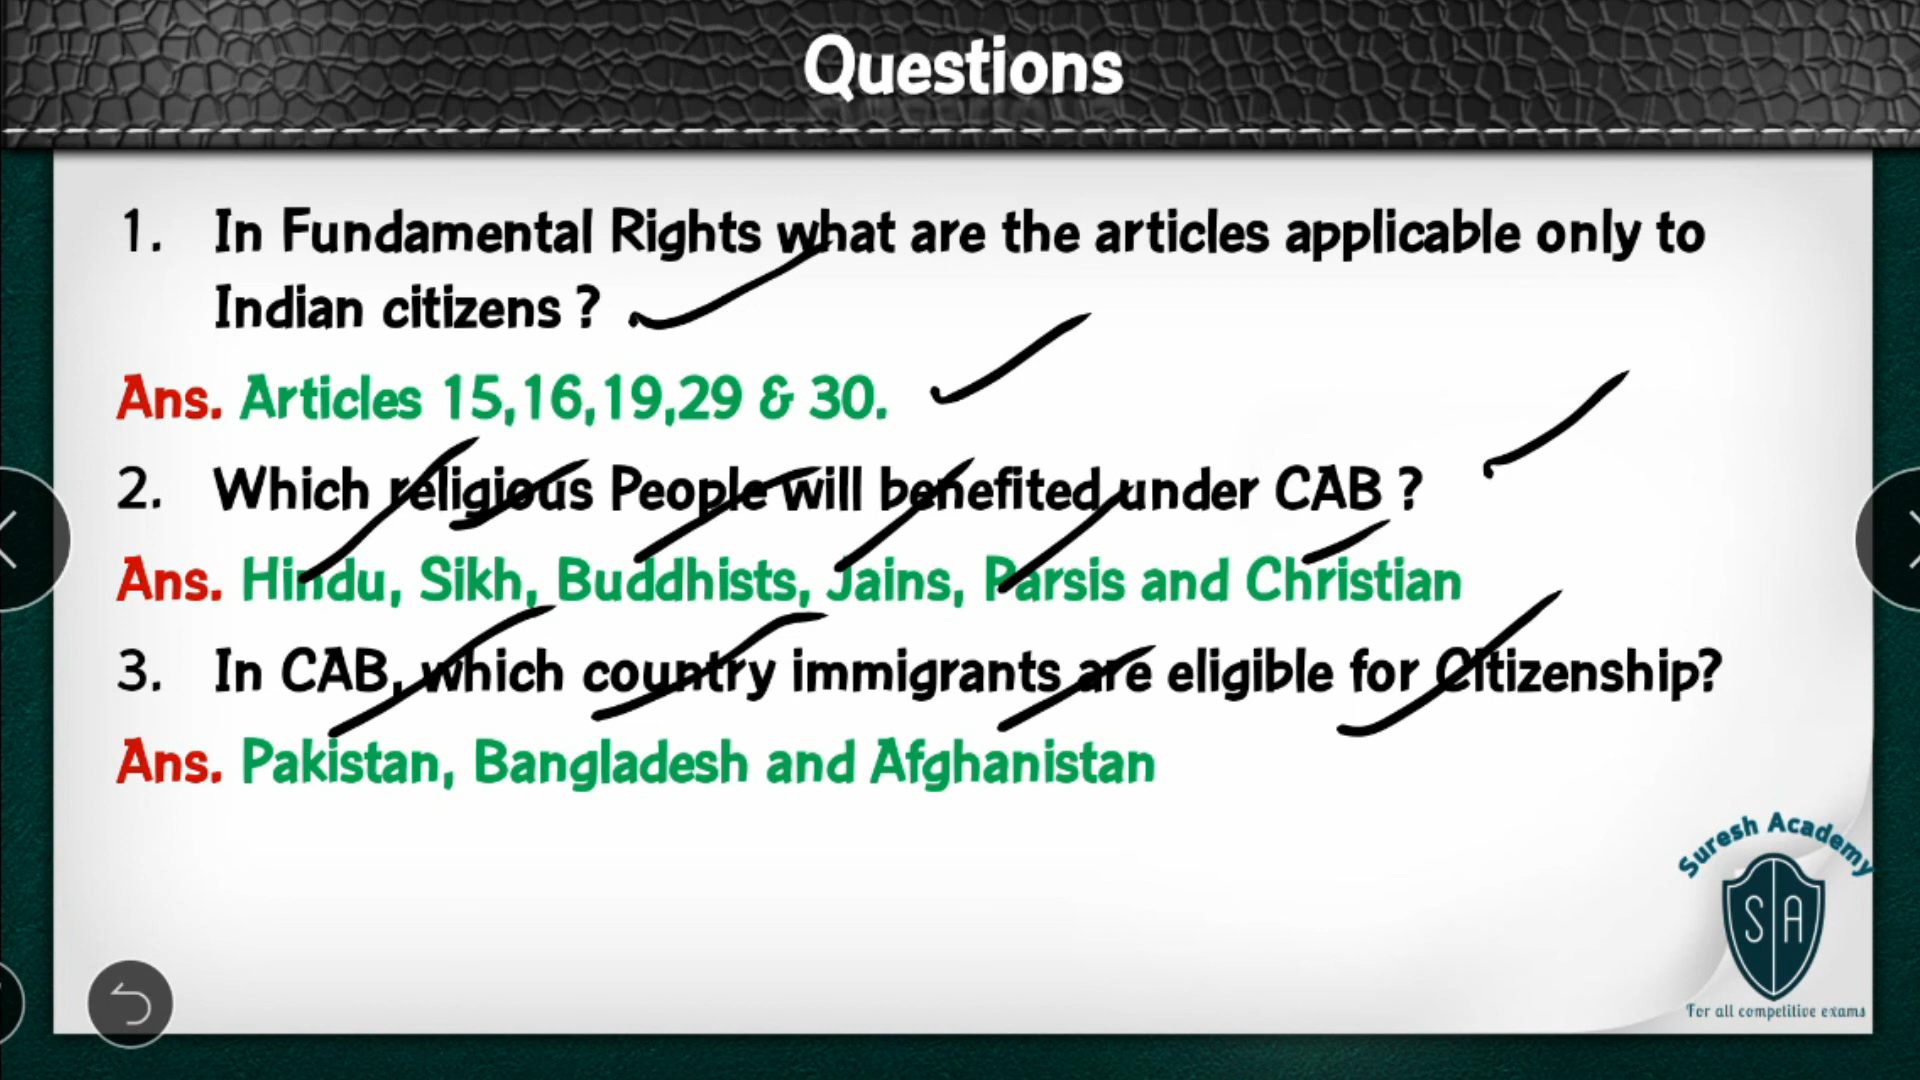 Questions
1. In Fundamental Rights what are the articles applicable only to
Indian citizens ?
Ans. Articles 15,16,19,29 & 30.
2. Which religious People will benefited under CAB ?
Ans. Hindu, Sikh, Buddhists, Jains, Parsis and Christian
3. In CAB, which country immigrants are eligible for Citizenship?
Ans. Pakistan, Bangladesh and Afghanistan
Suresh Academy
SA
For all competitive exams